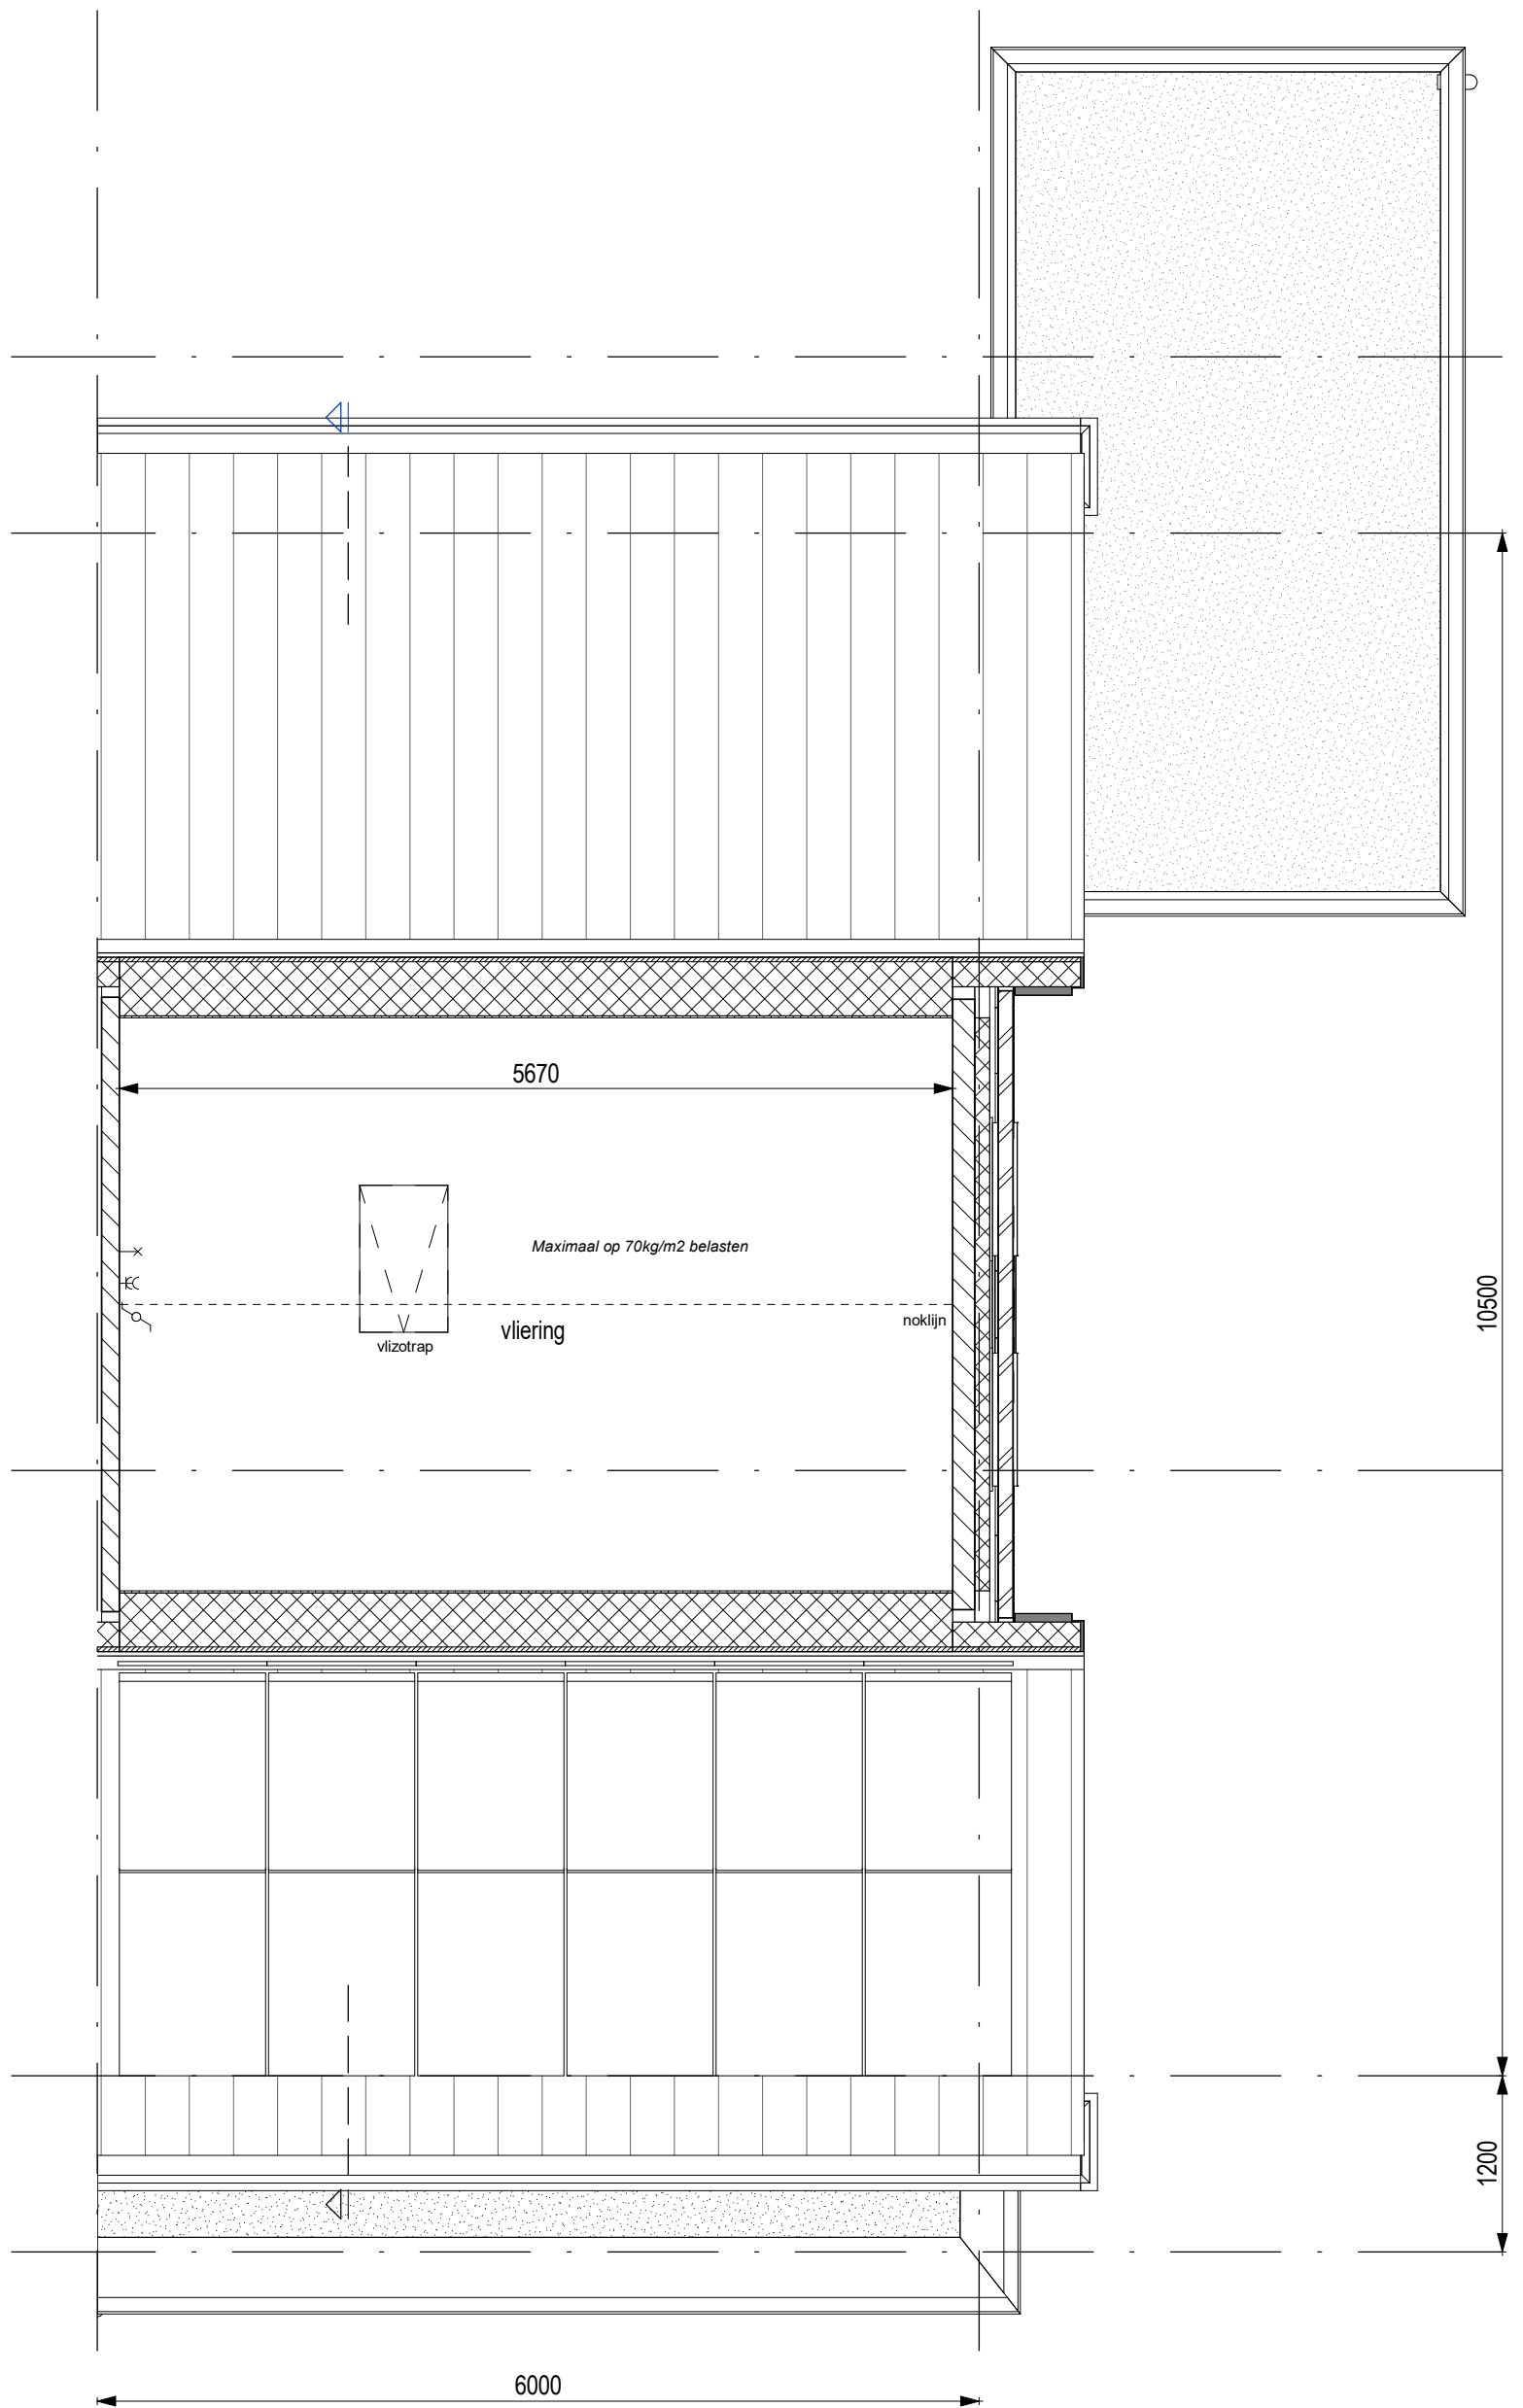 5670
Maximaal op 70kg/m2 belasten
noklijn
vliering
vlizotrap
10500
1200
6000